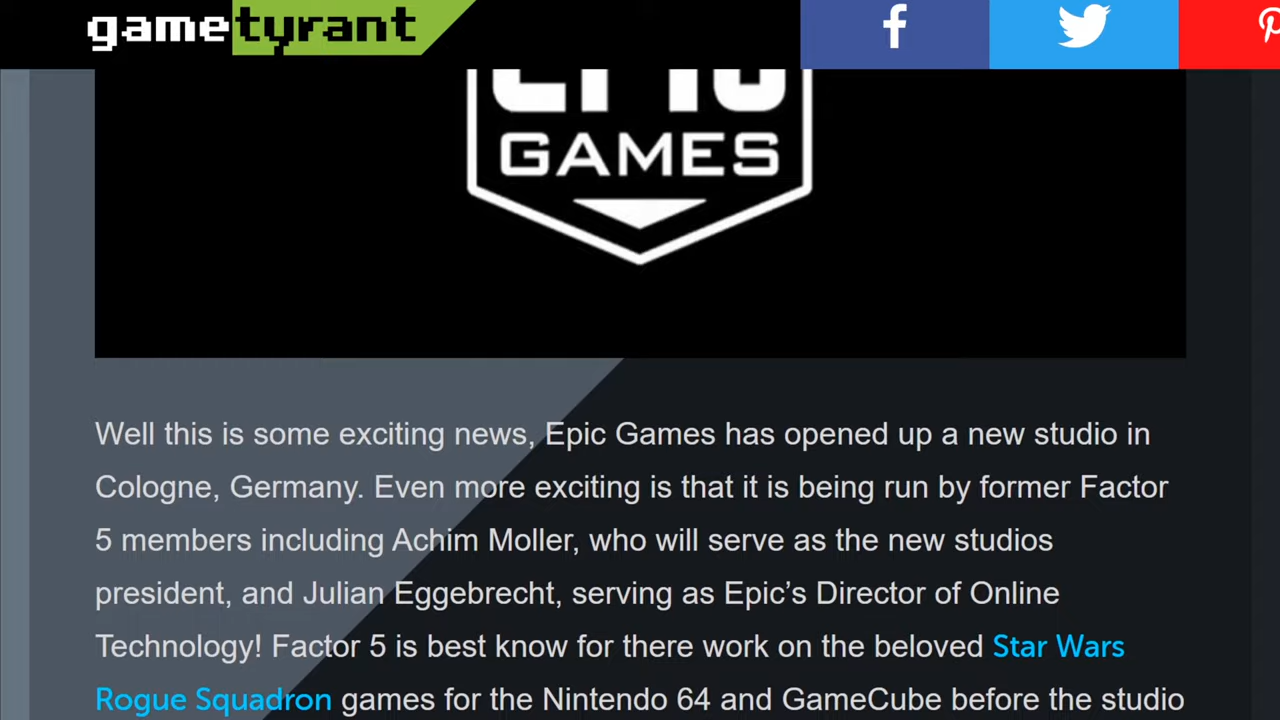 gametyrant
EPIC
GAMES
Well this is some exciting news, Epic Games has opened up a new studio in
Cologne, Germany. Even more exciting is that it is being run by former Factor
5 members including Achim Moller, who will serve as the new studios
president, and Julian Eggebrecht, serving as Epic’s Director of Online
Technology! Factor 5 is best know for there work on the beloved Star Wars
Rogue Squadron games for the Nintendo 64 and GameCube before the studio